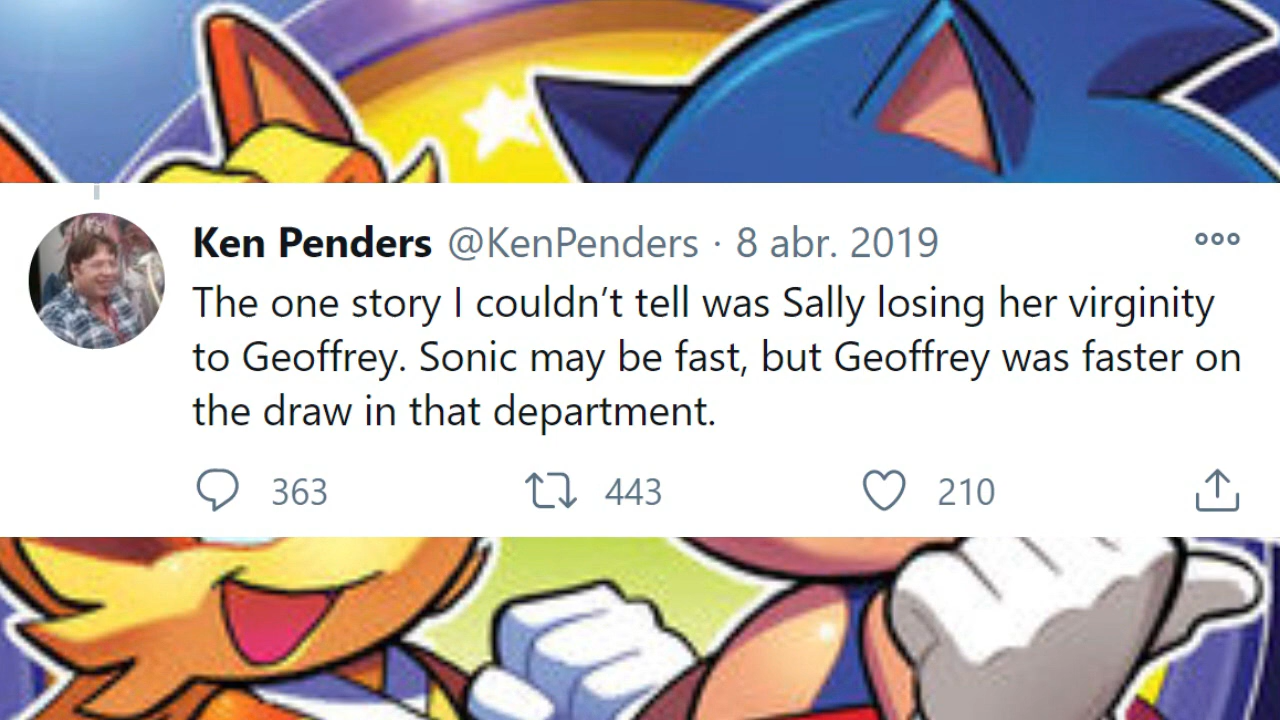 Ken Penders @KenPenders · 8 abr. 2019
The one story I couldn’t tell was Sally losing her virginity
to Geoffrey. Sonic may be fast, but Geoffrey was faster on
the draw in that department.
363 443 210